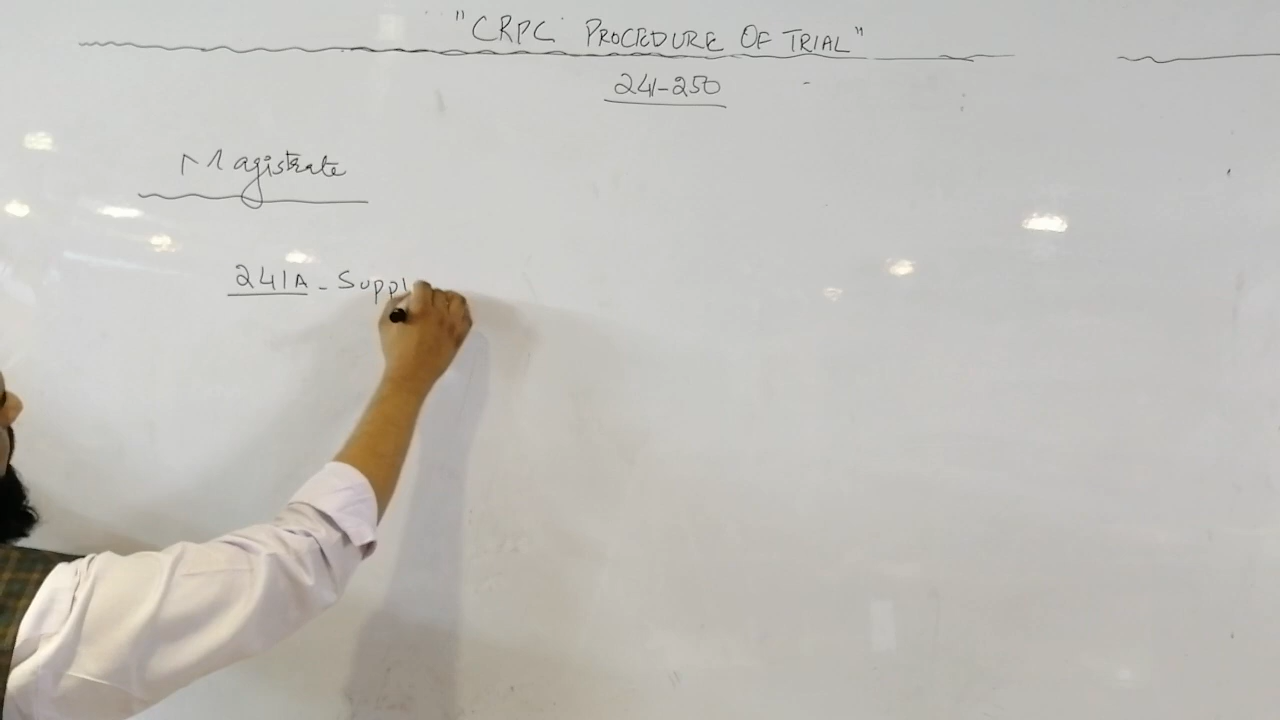 "CRPC PROCEDURE OF TRIAL"
241-250
Magistrate
241A - Suppl